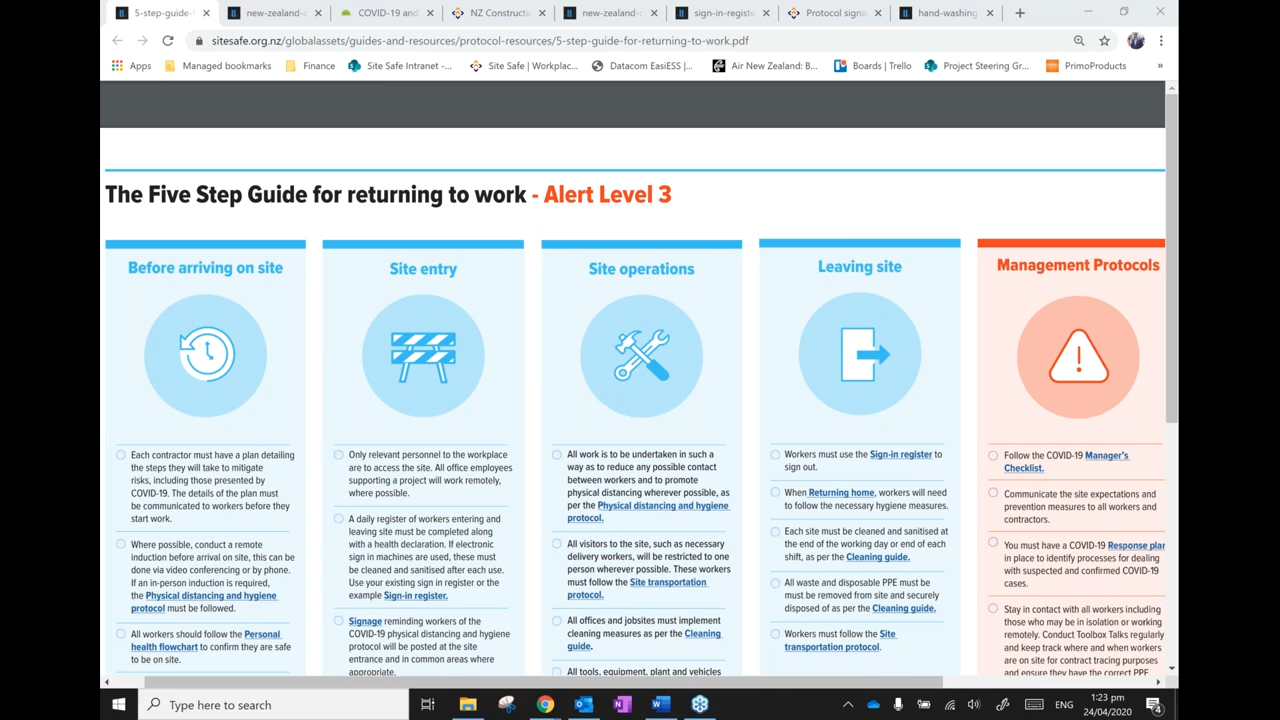 5-step-guide-
new-zealand-c
COVID-19 and
NZ Constructi
new-zealand-c
sign-in-registe
Protocol signa
hand-washing
sitesafe.org.nz/globalassets/guides-and-resources/protocol-resources/5-step-guide-for-returning-to-work.pdf
Apps
Managed bookmarks
Finance
Site Safe Intranet -...
Site Safe | Workplac...
Datacom EasiESS |...
Air New Zealand: B...
Boards | Trello
Project Steering Gr...
PrimoProducts
»
The Five Step Guide for returning to work - Alert Level 3
Before arriving on site
Each contractor must have a plan detailing
the steps they will take to mitigate
risks, including those presented by
COVID-19. The details of the plan must
be communicated to workers before they
start work.
Where possible, conduct a remote
induction before arrival on site, this can be
done via video conferencing or by phone.
If an in-person induction is required,
the Physical distancing and hygiene
protocol must be followed.
All workers should follow the Personal
health flowchart to confirm they are safe
to be on site.
Site entry
Only relevant personnel to the workplace
are to access the site. All office employees
supporting a project will work remotely,
where possible.
A daily register of workers entering and
leaving site must be completed along
with a health declaration. If electronic
sign in machines are used, these must
be cleaned and sanitised after each use.
Use your existing sign in register or the
example Sign-in register.
Signage reminding workers of the
COVID-19 physical distancing and hygiene
protocol will be posted at the site
entrance and in common areas where
appropriate.
Site operations
All work is to be undertaken in such a
way as to reduce any possible contact
between workers and to promote
physical distancing wherever possible, as
per the Physical distancing and hygiene
protocol.
All visitors to the site, such as necessary
delivery workers, will be restricted to one
person wherever possible. These workers
must follow the Site transportation
protocol.
All offices and jobsites must implement
cleaning measures as per the Cleaning
guide.
All tools, equipment, plant and vehicles
Leaving site
Workers must use the Sign-in register to
sign out.
When Returning home, workers will need
to follow the necessary hygiene measures.
Each site must be cleaned and sanitised at
the end of the working day or end of each
shift, as per the Cleaning guide.
All waste and disposable PPE must be
must be removed from site and securely
disposed of as per the Cleaning guide.
Workers must follow the Site
transportation protocol.
Management Protocols
Follow the COVID-19 Manager's
Checklist.
Communicate the site expectations and
prevention measures to all workers and
contractors.
You must have a COVID-19 Response plan
in place to identify processes for dealing
with suspected and confirmed COVID-19
cases.
Stay in contact with all workers including
those who may be in isolation or working
remotely. Conduct Toolbox Talks regularly
and keep track where and when workers
are on site for contract tracing purposes
and ensure they have the correct PPE
Type here to search
ENG
1:23 pm
24/04/2020
4